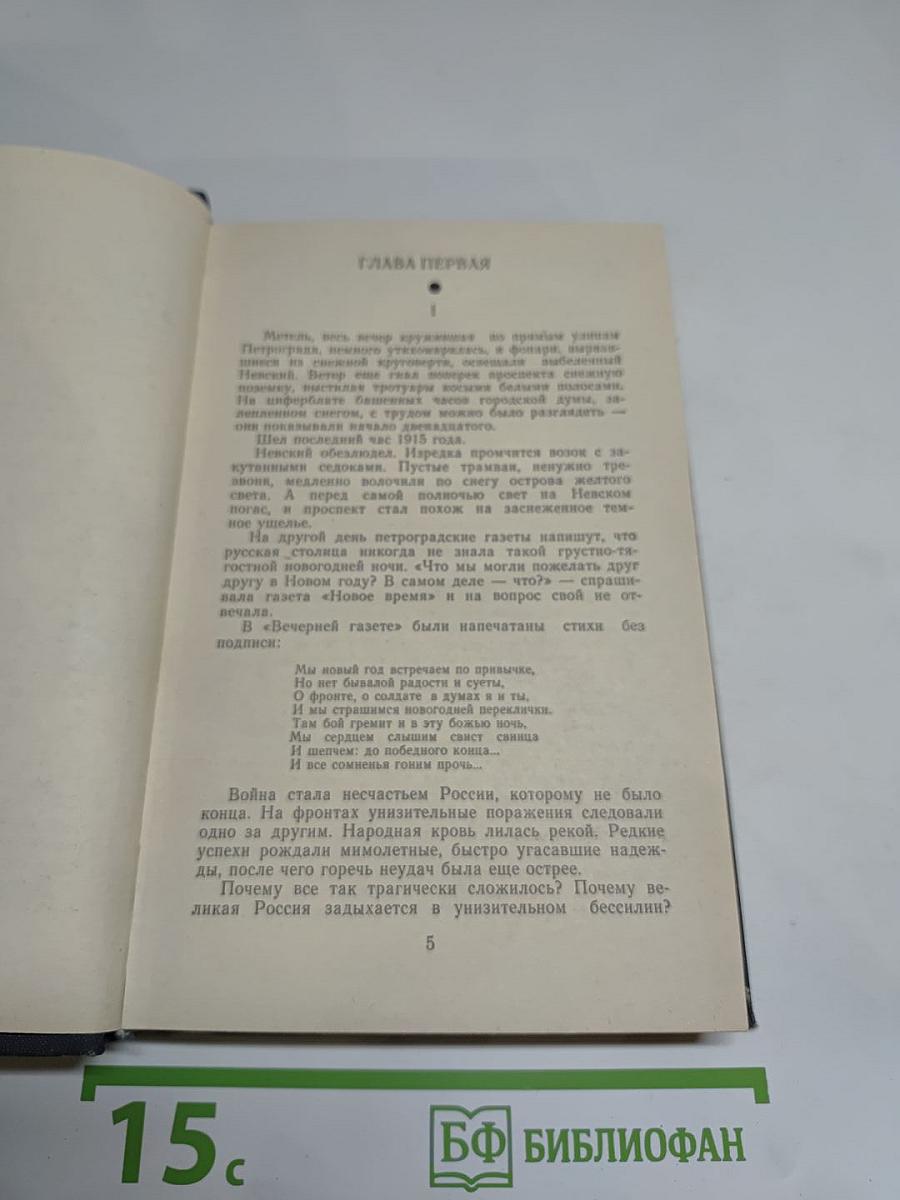 ГЛАВА ПЕРВАЯ
1
Метель, весь вечер кружившая по прямым улицам
Петрограда, немного утихомирилась, и фонари, вырвав-
шиеся из снежной круговерти, освещали выбеленный
Невский. Ветер еще гнал поперек проспекта снежную
поземку, выстилая тротуары косыми белыми полосами.
На циферблате башенных часов городской думы, за-
лепленном снегом, с трудом можно было разглядеть —
они показывали начало двенадцатого.
Шел последний час 1915 года.
Невский обезлюдел. Изредка промчится возок с за-
кутанными седоками. Пустые трамваи, ненужно тре-
звоня, медленно волочили по снегу острова желтого
света. А перед самой полночью свет на Невском
погас, и проспект стал похож на заснеженное тем-
ное ущелье.
На другой день петроградские газеты напишут, что
русская столица никогда не знала такой грустно-тя-
гостной новогодней ночи. «Что мы могли пожелать друг
другу в Новом году? В самом деле — что?» — спраши-
вала газета «Новое время» и на вопрос свой не от-
вечала.
В «Вечерней газете» были напечатаны стихи без
подписи:
Мы новый год встречаем по привычке,
Но нет бывалой радости и суеты,
О фронте, о солдате в думах я и ты,
И мы страшимся новогодней переклички.
Там бой гремит и в эту божью ночь,
Мы сердцем слышим свист свинца
И шепчем: до победного конца...
И все сомненья гоним прочь...
Война стала несчастьем России, которому не было
конца. На фронтах унизительные поражения следовали
одно за другим. Народная кровь лилась рекой. Редкие
успехи рождали мимолетные, быстро угасавшие надеж-
ды, после чего горечь неудач была еще острее.
Почему все так трагически сложилось? Почему ве-
ликая Россия задыхается в унизительном бессилии?
5
15 с
БФ БИБЛИОФАН